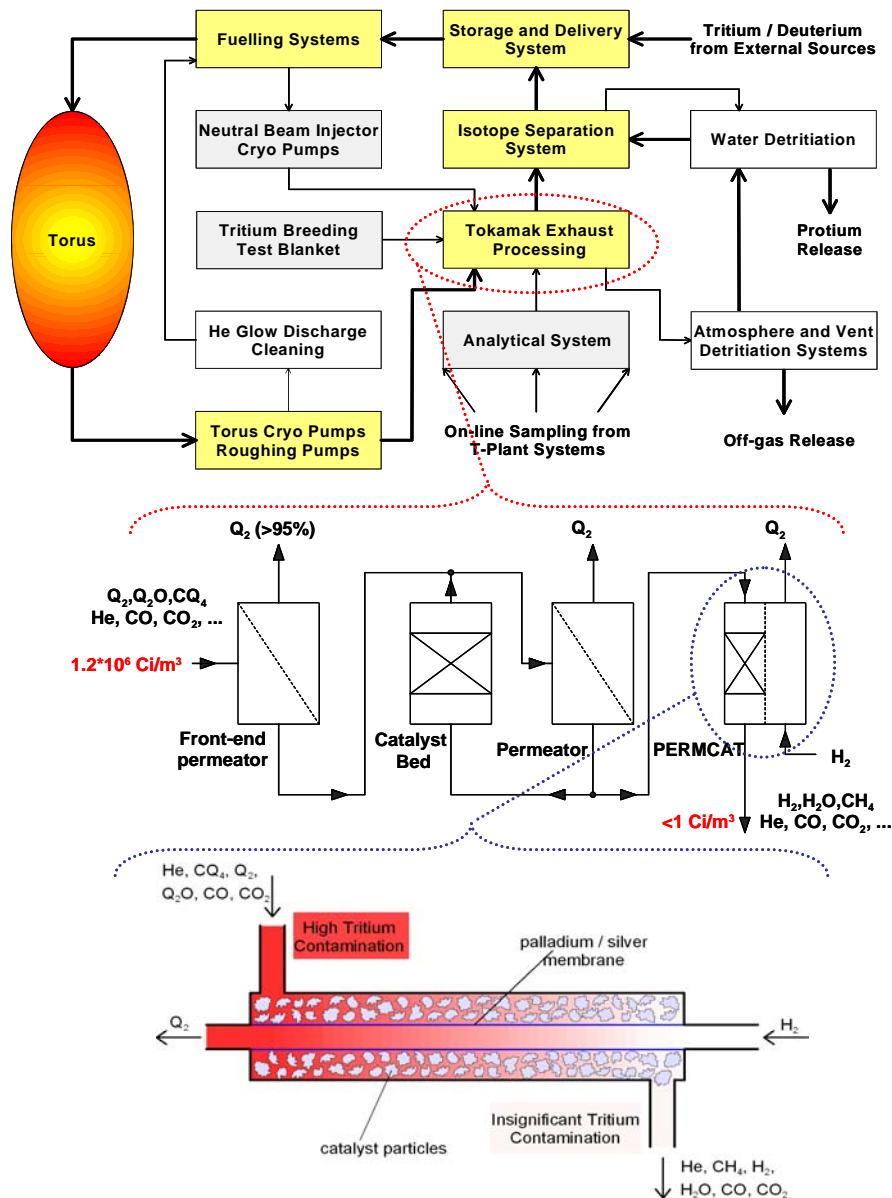 Fuelling Systems
Storage and Delivery
System
Tritium / Deuterium
from External Sources
Neutral Beam Injector
Cryo Pumps
Isotope Separation
System
Water Detritiation
Torus
Tritium Breeding
Test Blanket
Tokamak Exhaust
Processing
Protium
Release
He Glow Discharge
Cleaning
Analytical System
Atmosphere and Vent
Detritiation Systems
Torus Cryo Pumps
Roughing Pumps
On-line Sampling from
T-Plant Systems
Off-gas Release
Q₂ (>95%)
Q₂
Q₂
Q₂,Q₂O,CQ₄
He, CO, CO₂, ...
1.2*10⁶ Ci/m³
Front-end
permeator
Catalyst
Bed
Permeator
PERMCAT
H₂
<1 Ci/m³
H₂,H₂O,CH₄
He, CO, CO₂, ...
He, CQ₄, Q₂,
Q₂O, CO, CO₂
High Tritium
Contamination
palladium / silver
membrane
Q₂
H₂
catalyst particles
Insignificant Tritium
Contamination
He, CH₄, H₂,
H₂O, CO, CO₂